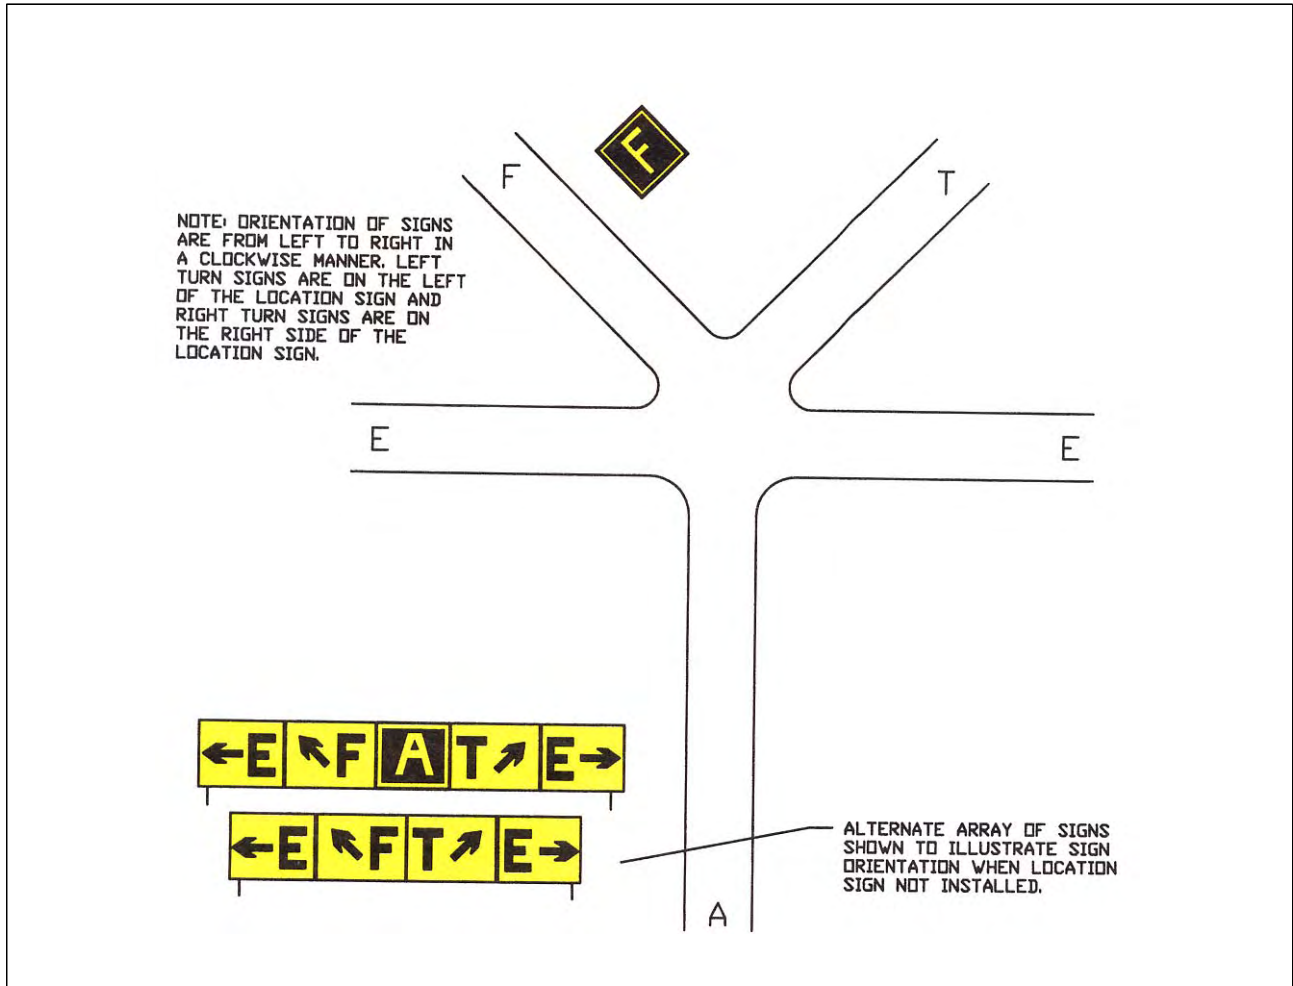 F
F
T
NOTE: ORIENTATION OF SIGNS
ARE FROM LEFT TO RIGHT IN
A CLOCKWISE MANNER. LEFT
TURN SIGNS ARE ON THE LEFT
OF THE LOCATION SIGN AND
RIGHT TURN SIGNS ARE ON
THE RIGHT SIDE OF THE
LOCATION SIGN.
E
E
←E ↖F A T↗ E→
←E ↖F T↗ E→
ALTERNATE ARRAY OF SIGNS
SHOWN TO ILLUSTRATE SIGN
ORIENTATION WHEN LOCATION
SIGN NOT INSTALLED.
A